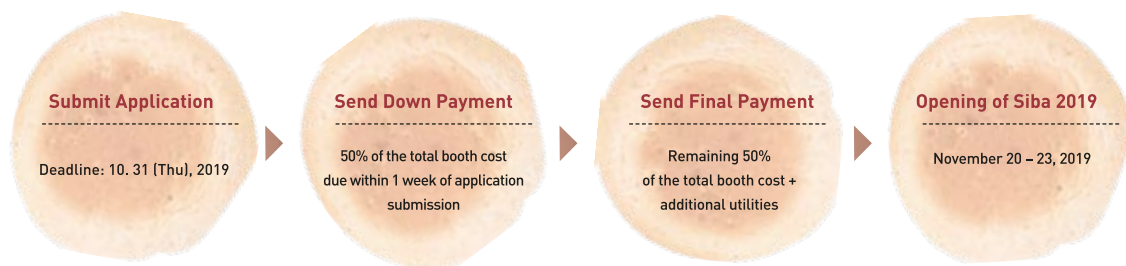 Submit Application
Deadline: 10. 31 (Thu), 2019
Send Down Payment
50% of the total booth cost
due within 1 week of application
submission
Send Final Payment
Remaining 50%
of the total booth cost +
additional utilities
Opening of Siba 2019
November 20 – 23, 2019